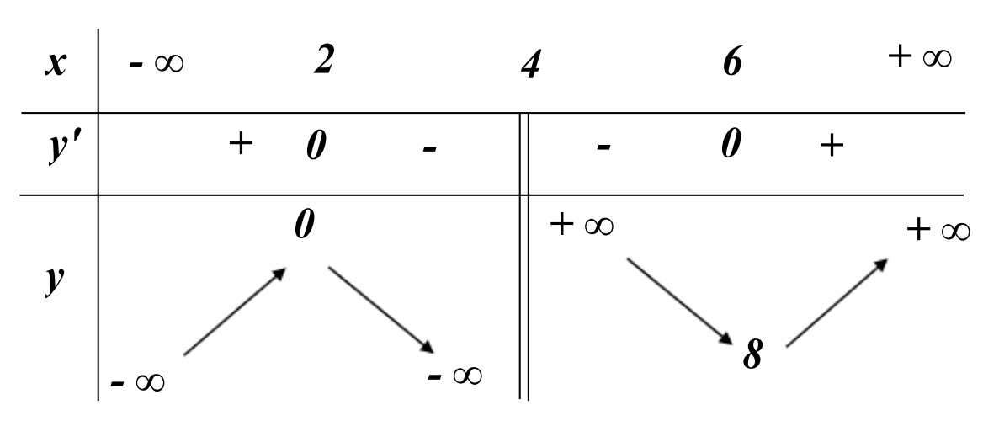 x - ∞ 2 4 6 + ∞
y' + 0 - - 0 +
0 + ∞ + ∞
y
8
- ∞ - ∞